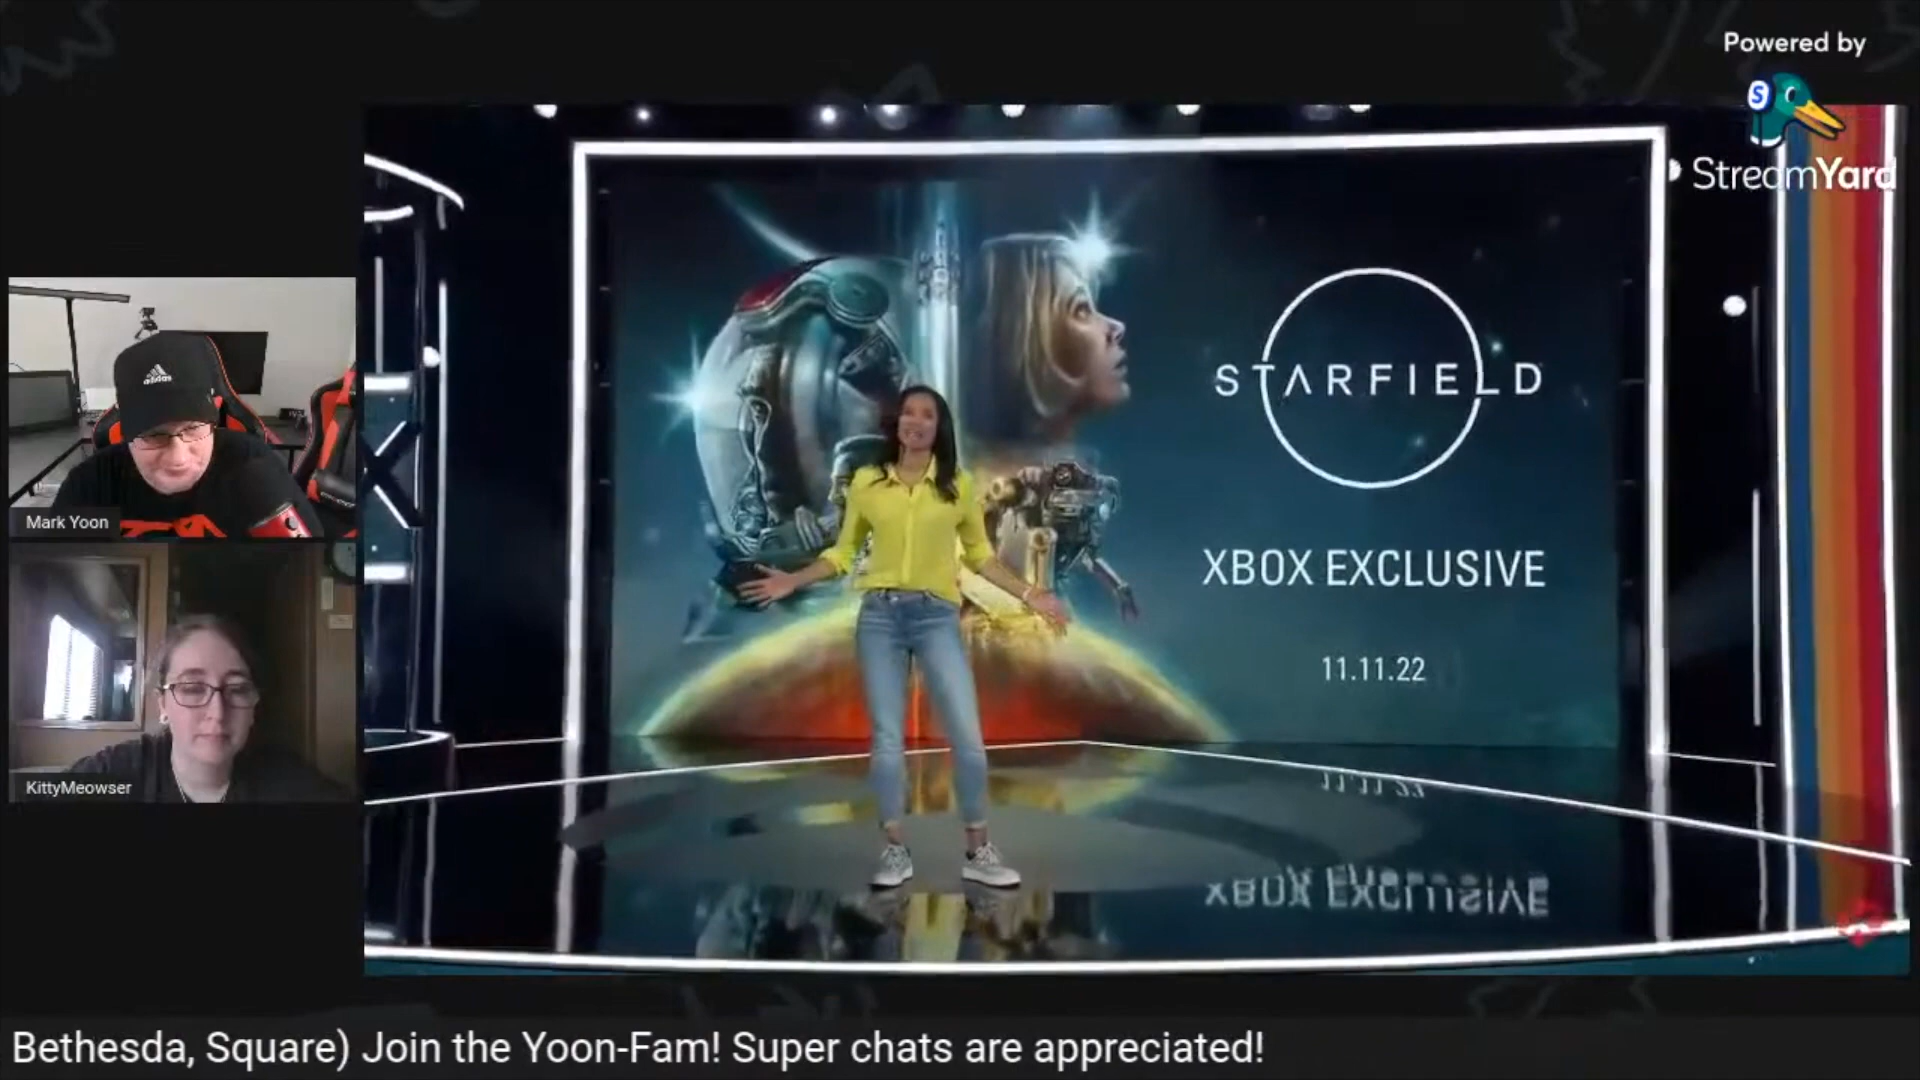 Powered by
StreamYard
STARFIELD
XBOX EXCLUSIVE
11.11.22
adidas
Mark Yoon
KittyMeowser
Bethesda, Square) Join the Yoon-Fam! Super chats are appreciated!